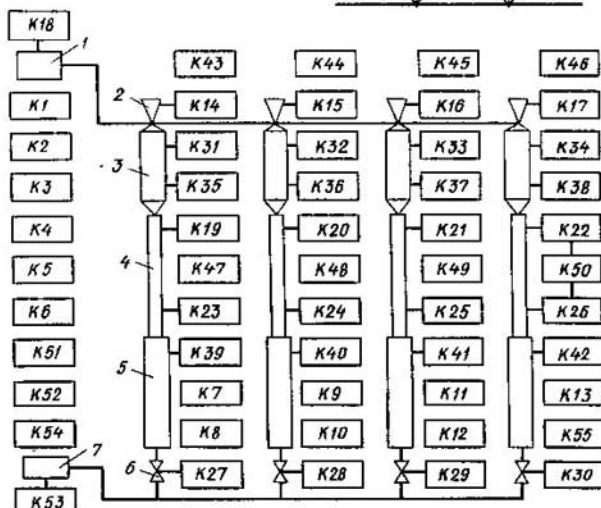 K18
1
K43 K44 K45 K46
K1 2 K14 K15 K16 K17
K2 K31 K32 K33 K34
K3 3 K35 K36 K37 K38
K4 K19 K20 K21 K22
K5 4 K47 K48 K49 K50
K6 K23 K24 K25 K26
K51 5 K39 K40 K41 K42
K52 K7 K9 K11 K13
K54 K8 K10 K12 K55
7 6 K27 K28 K29 K30
K53